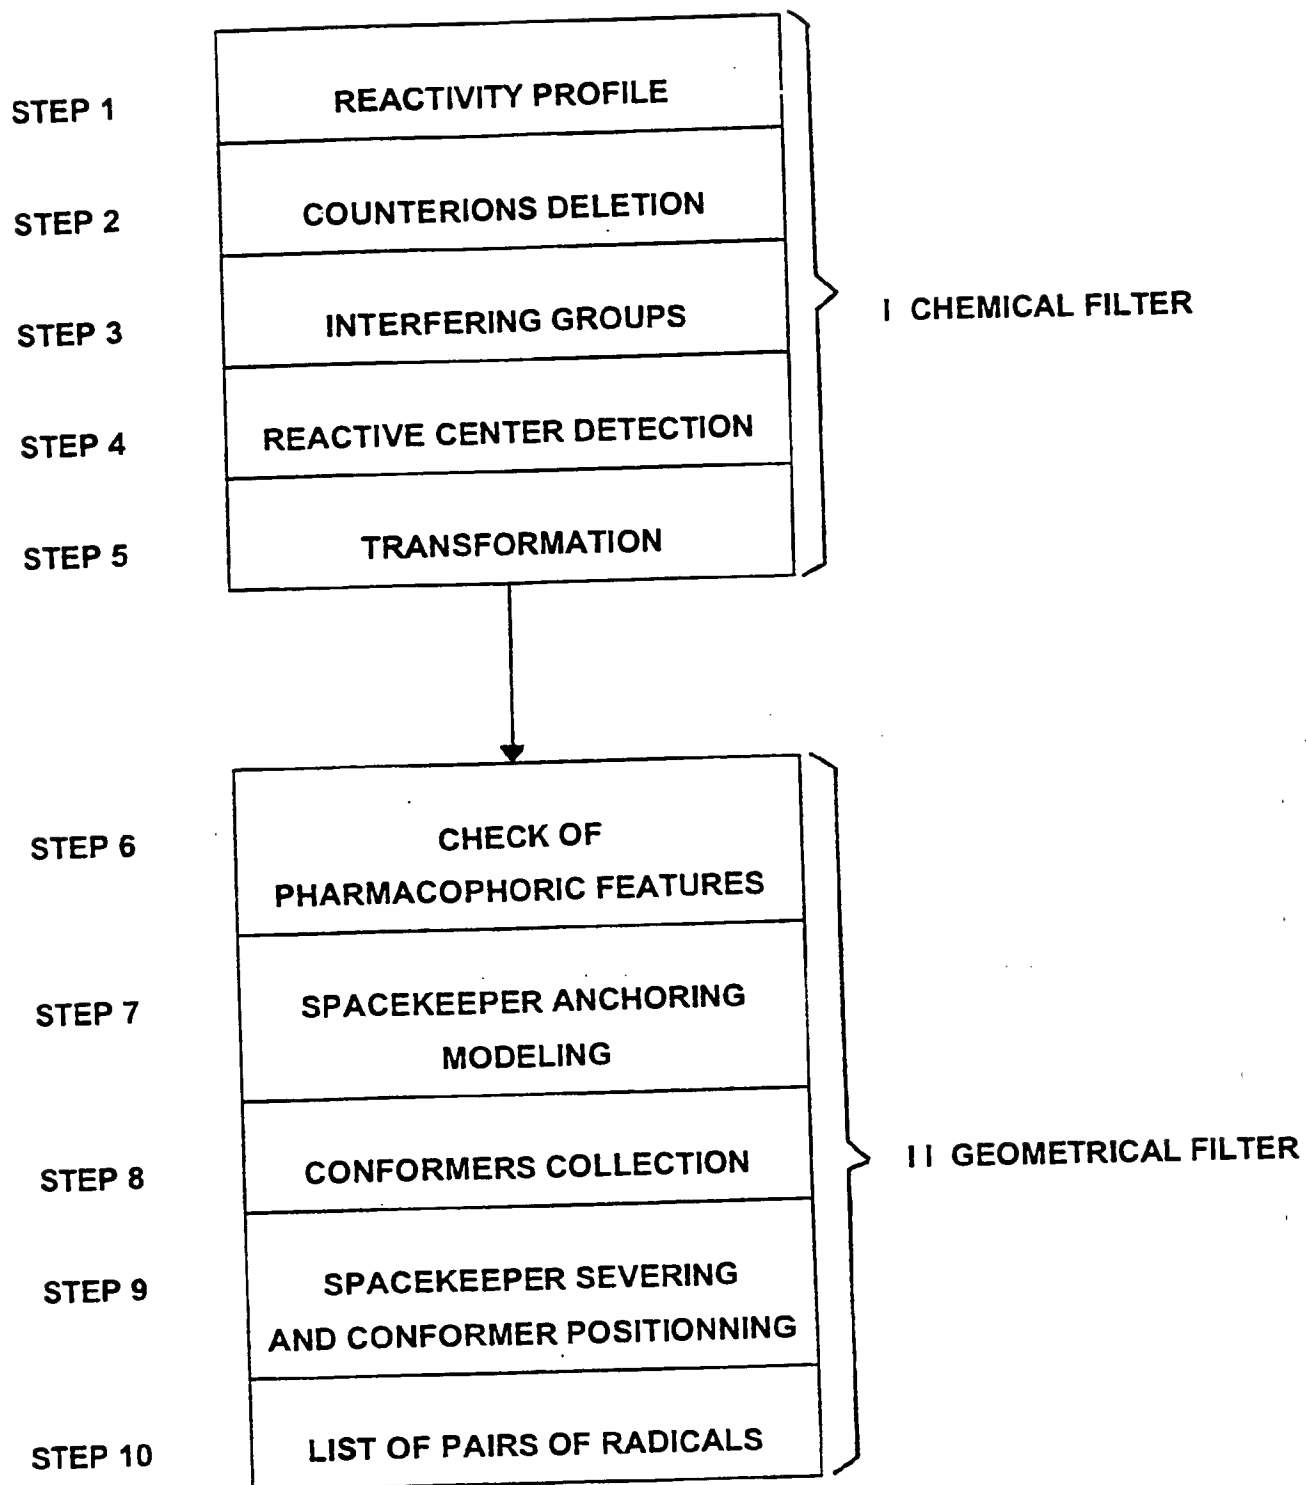 STEP 1 REACTIVITY PROFILE
STEP 2 COUNTERIONS DELETION
STEP 3 INTERFERING GROUPS
I CHEMICAL FILTER
STEP 4 REACTIVE CENTER DETECTION
STEP 5 TRANSFORMATION
STEP 6 CHECK OF
PHARMACOPHORIC FEATURES
STEP 7 SPACEKEEPER ANCHORING
MODELING
STEP 8 CONFORMERS COLLECTION
II GEOMETRICAL FILTER
STEP 9 SPACEKEEPER SEVERING
AND CONFORMER POSITIONNING
STEP 10 LIST OF PAIRS OF RADICALS